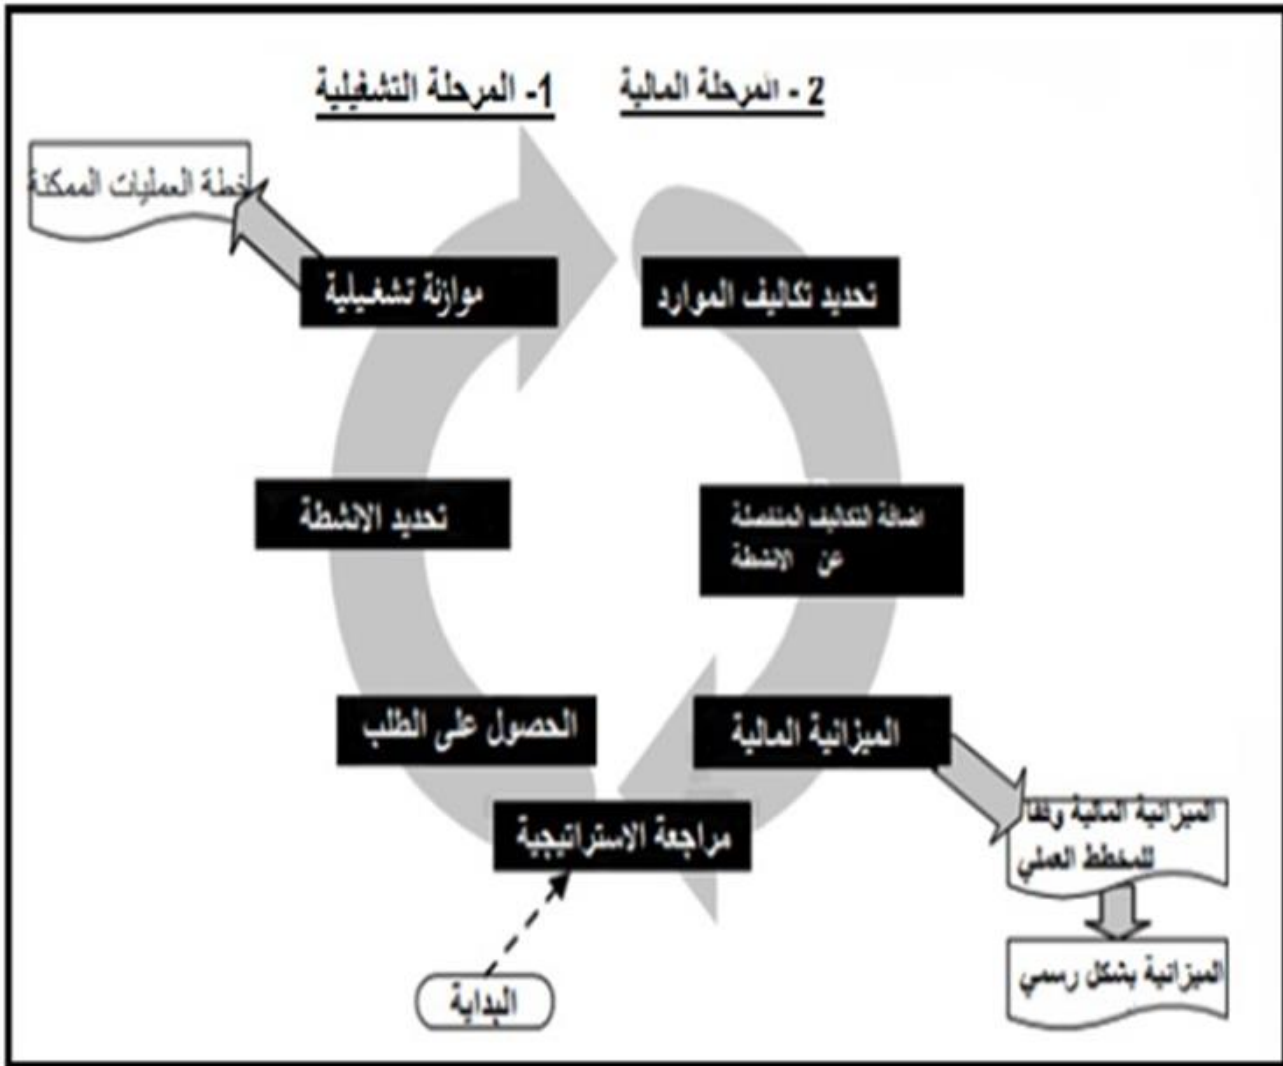 1- المرحلة التشغيلية
2 - المرحلة المالية
خطة العمليات الممكنة
موازنة تشغيلية
تحديد تكاليف الموارد
تحديد الانشطة
اضافة التكاليف المنفصلة
عن الانشطة
الحصول على الطلب
الميزانية المالية
مراجعة الاستراتيجية
الميزانية المالية وفقا
للمخطط العملي
الميزانية بشكل رسمي
البداية